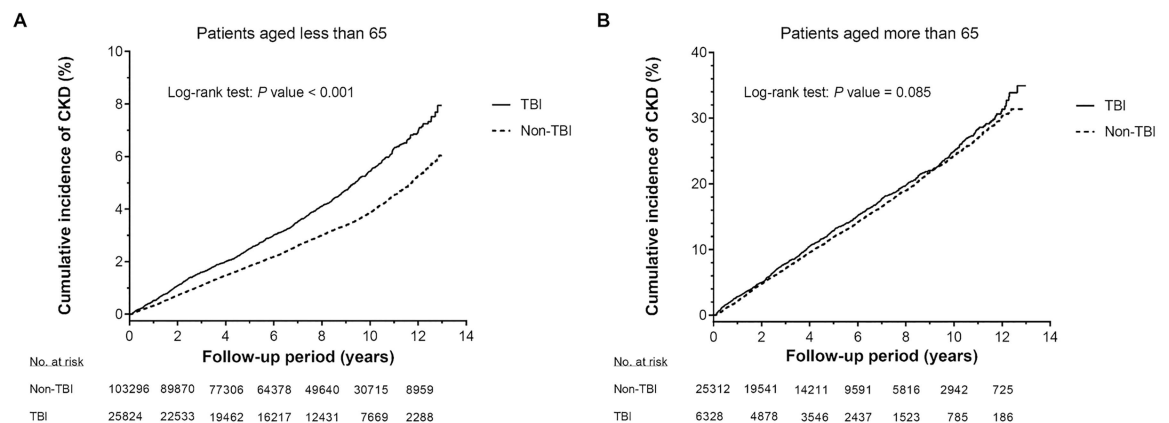 A
Patients aged less than 65
Cumulative incidence of CKD (%)
10
8
6
4
2
0
Log-rank test: P value < 0.001
TBI
Non-TBI
0 2 4 6 8 10 12 14
Follow-up period (years)
No. at risk
Non-TBI 103296 89870 77306 64378 49640 30715 8959
TBI 25824 22533 19462 16217 12431 7669 2288
B
Patients aged more than 65
Cumulative incidence of CKD (%)
40
30
20
10
0
Log-rank test: P value = 0.085
TBI
Non-TBI
0 2 4 6 8 10 12 14
Follow-up period (years)
No. at risk
Non-TBI 25312 19541 14211 9591 5816 2942 725
TBI 6328 4878 3546 2437 1523 785 186